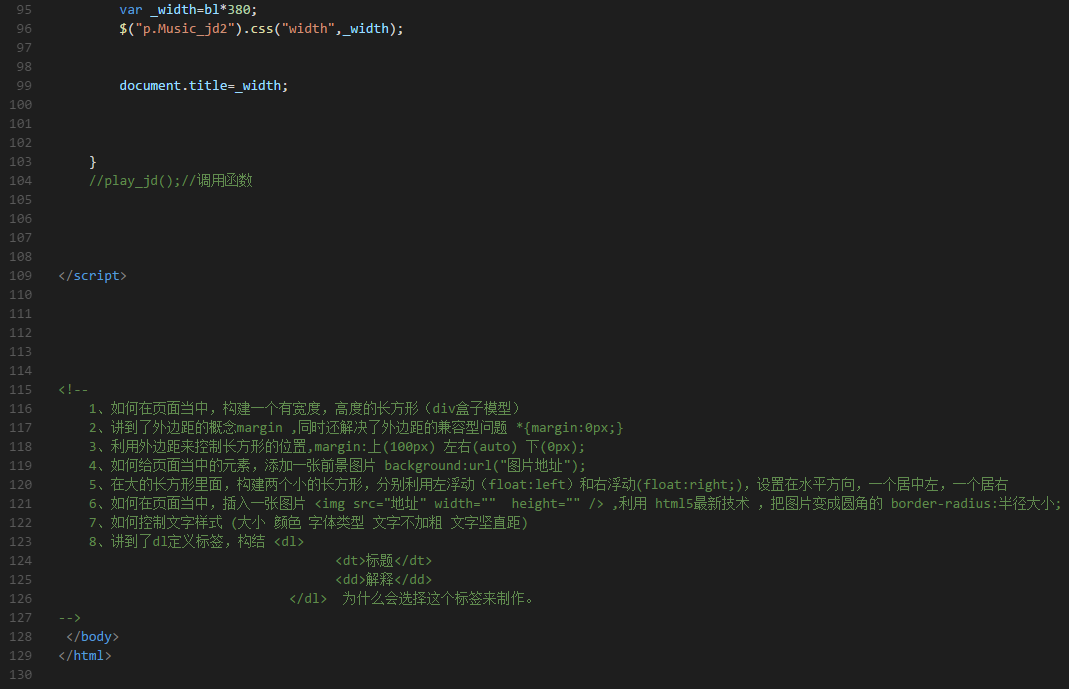 95 var _width=bl*380;
96 $("p.Music_jd2").css("width",_width);
97
98
99 document.title=_width;
100
101
102
103 }
104 //play_jd();//调用函数
105
106
107
108
109 </script>
110
111
112
113
114
115 <!--
116 1、如何在页面当中，构建一个有宽度，高度的长方形（div盒子模型）
117 2、讲到了外边距的概念margin ,同时还解决了外边距的兼容型问题 *{margin:0px;}
118 3、利用外边距来控制长方形的位置,margin:上(100px) 左右(auto) 下(0px);
119 4、如何给页面当中的元素，添加一张前景图片 background:url("图片地址");
120 5、在大的长方形里面，构建两个小的长方形，分别利用左浮动（float:left）和右浮动(float:right;)，设置在水平方向，一个居中左，一个居右
121 6、如何在页面当中，插入一张图片 <img src="地址" width="" height="" /> ,利用 html5最新技术 ，把图片变成圆角的 border-radius:半径大小;
122 7、如何控制文字样式 (大小 颜色 字体类型 文字不加粗 文字竖直距)
123 8、讲到了dl定义标签，构结 <dl>
124 <dt>标题</dt>
125 <dd>解释</dd>
126 </dl> 为什么会选择这个标签来制作。
127 -->
128 </body>
129 </html>
130